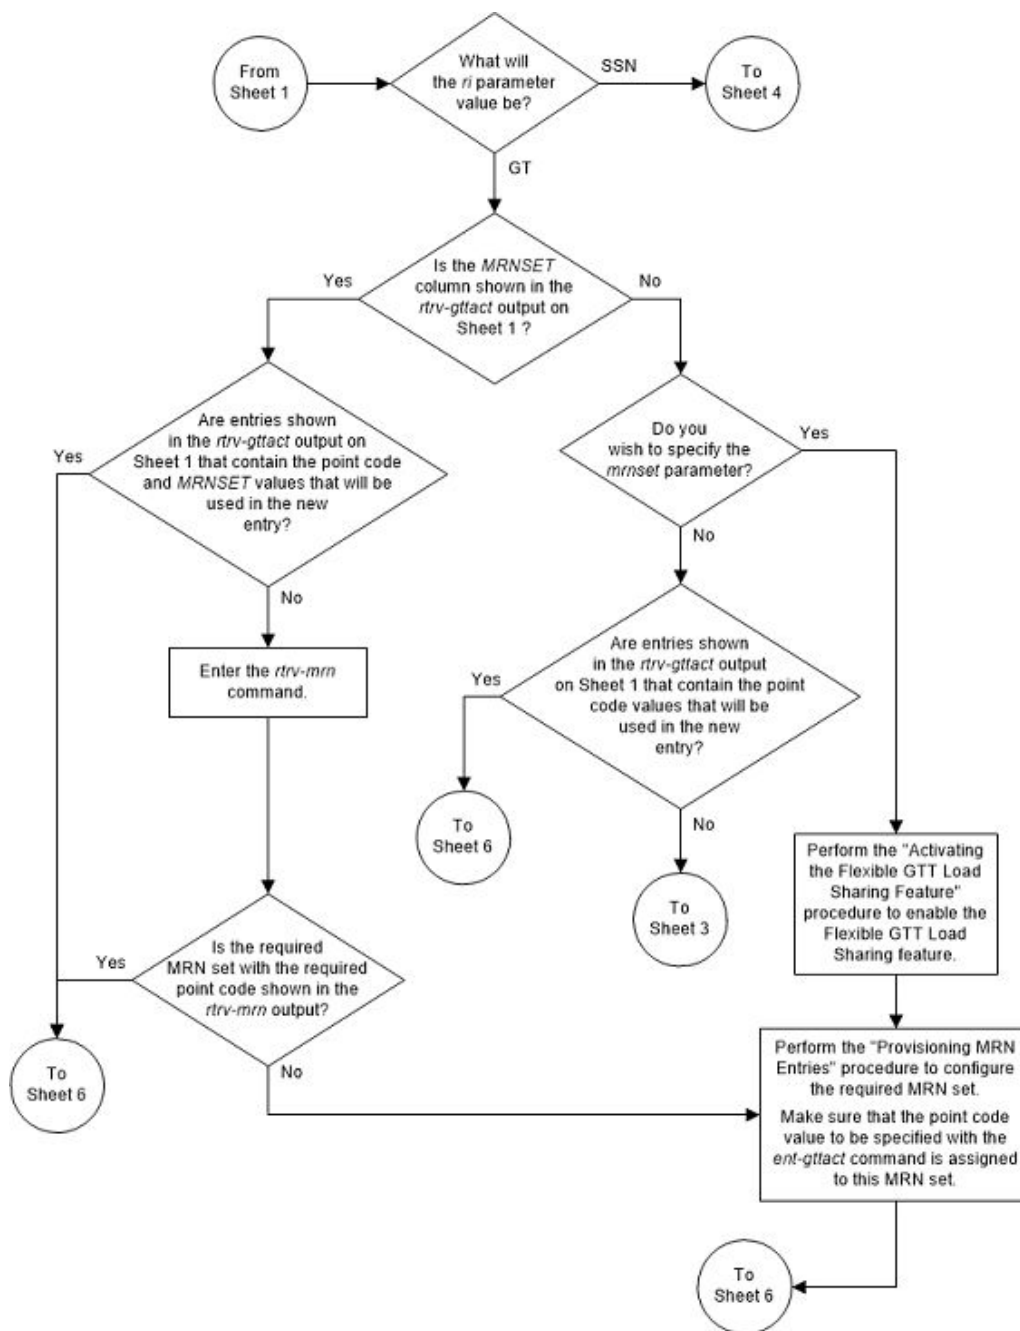 From
Sheet 1
What will
the ri parameter
value be?
SSN
To
Sheet 4
GT
Is the MRNSET
column shown in the
rtrv-gttact output on
Sheet 1 ?
Yes
No
Are entries shown
in the rtrv-gttact output on
Sheet 1 that contain the point code
and MRNSET values that will be
used in the new
entry?
Yes
No
Do you
wish to specify the
mrnset parameter?
Yes
No
Enter the rtrv-mrn
command.
Are entries shown
in the rtrv-gttact output
on Sheet 1 that contain the point
code values that will be
used in the new
entry?
Yes
To
Sheet 6
No
To
Sheet 3
Perform the "Activating
the Flexible GTT Load
Sharing Feature"
procedure to enable the
Flexible GTT Load
Sharing feature.
Is the required
MRN set with the required
point code shown in the
rtrv-mrn output?
Yes
To
Sheet 6
No
Perform the "Provisioning MRN
Entries" procedure to configure
the required MRN set.
Make sure that the point code
value to be specified with the
ent-gttact command is assigned
to this MRN set.
To
Sheet 6